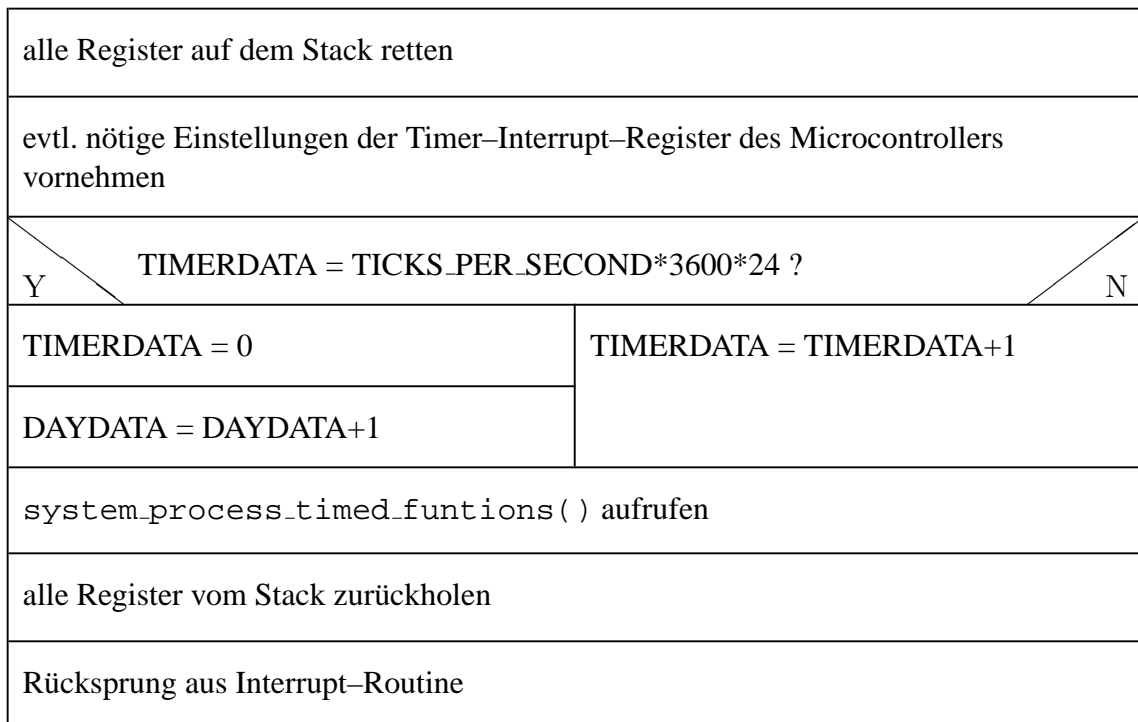 alle Register auf dem Stack retten
evtl. nötige Einstellungen der Timer–Interrupt–Register des Microcontrollers
vornehmen
TIMERDATA = TICKS_PER_SECOND*3600*24 ?
Y
N
TIMERDATA = 0
TIMERDATA = TIMERDATA+1
DAYDATA = DAYDATA+1
system_process_timed_funtions() aufrufen
alle Register vom Stack zurückholen
Rücksprung aus Interrupt–Routine